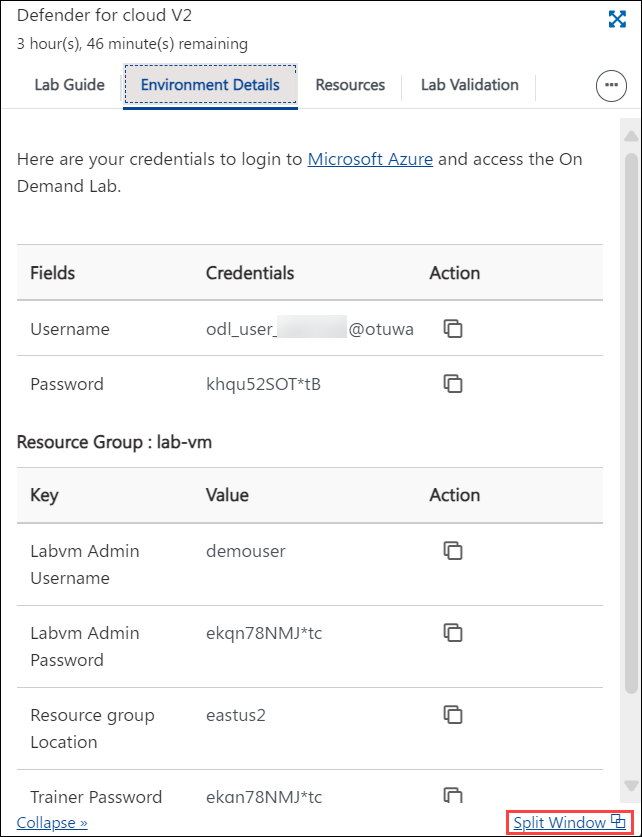 Defender for cloud V2
3 hour(s), 46 minute(s) remaining
Lab Guide Environment Details Resources Lab Validation
Here are your credentials to login to Microsoft Azure and access the On
Demand Lab.
Fields Credentials Action
Username odl_user_ @otuwa
Password khqu52SOT*tB
Resource Group : lab-vm
Key Value Action
Labvm Admin demouser
Username
Labvm Admin ekqn78NMJ*tc
Password
Resource group eastus2
Location
Trainer Password ekqn78NMJ*tc
Collapse » Split Window